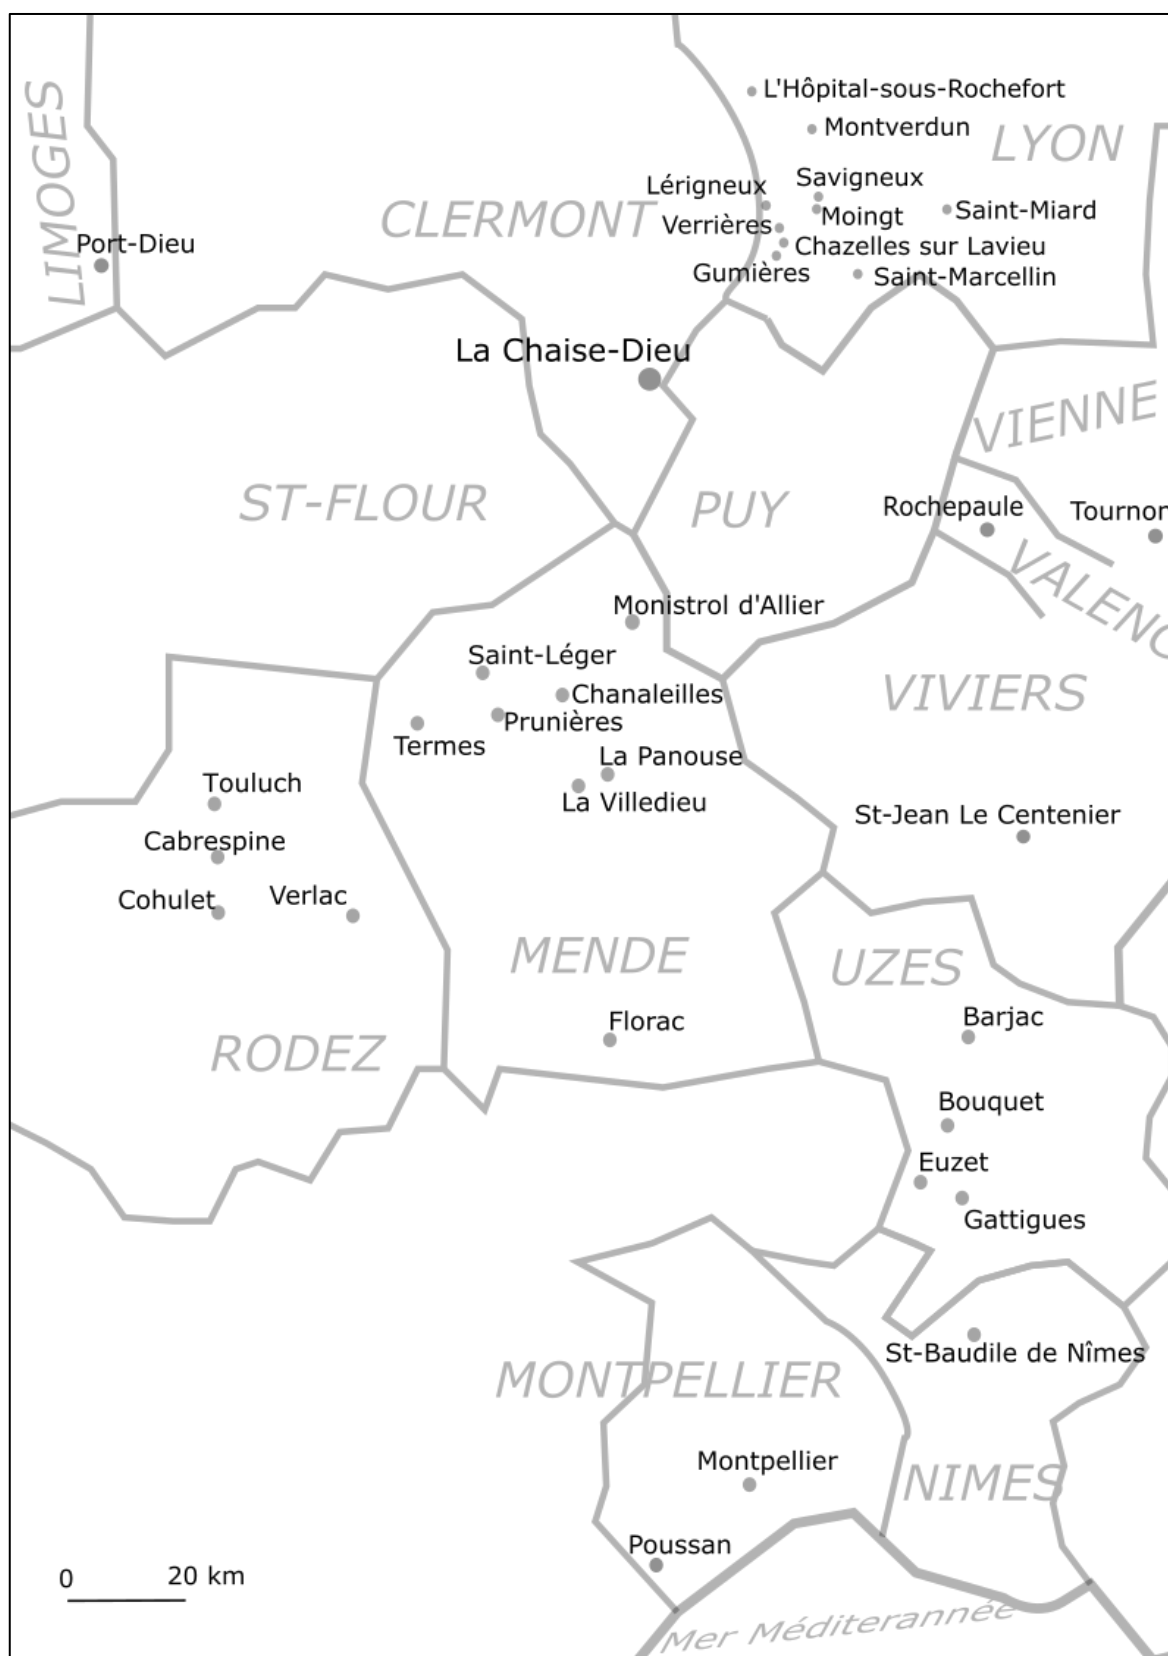 L'Hôpital-sous-Rochefort
Montverdun
LIMOGES
LYON
Savigneux
Lérigneux
CLERMONT
Moingt
Saint-Miard
Verrières
Port-Dieu
Chazelles sur Lavieu
Gumières
Saint-Marcellin
La Chaise-Dieu
VIENNE
ST-FLOUR
PUY
Rochepaule
Tournon
VALENC
Monistrol d'Allier
Saint-Léger
Chanaleilles
VIVIERS
Prunières
Termes
La Panouse
Touluch
La Villedieu
St-Jean Le Centenier
Cabrespine
Cohulet
Verlac
MENDE
UZES
Florac
Barjac
RODEZ
Bouquet
Euzet
Gattigues
St-Baudile de Nîmes
MONTPELLIER
Montpellier
NIMES
Poussan
0
20 km
Mer Méditerannée